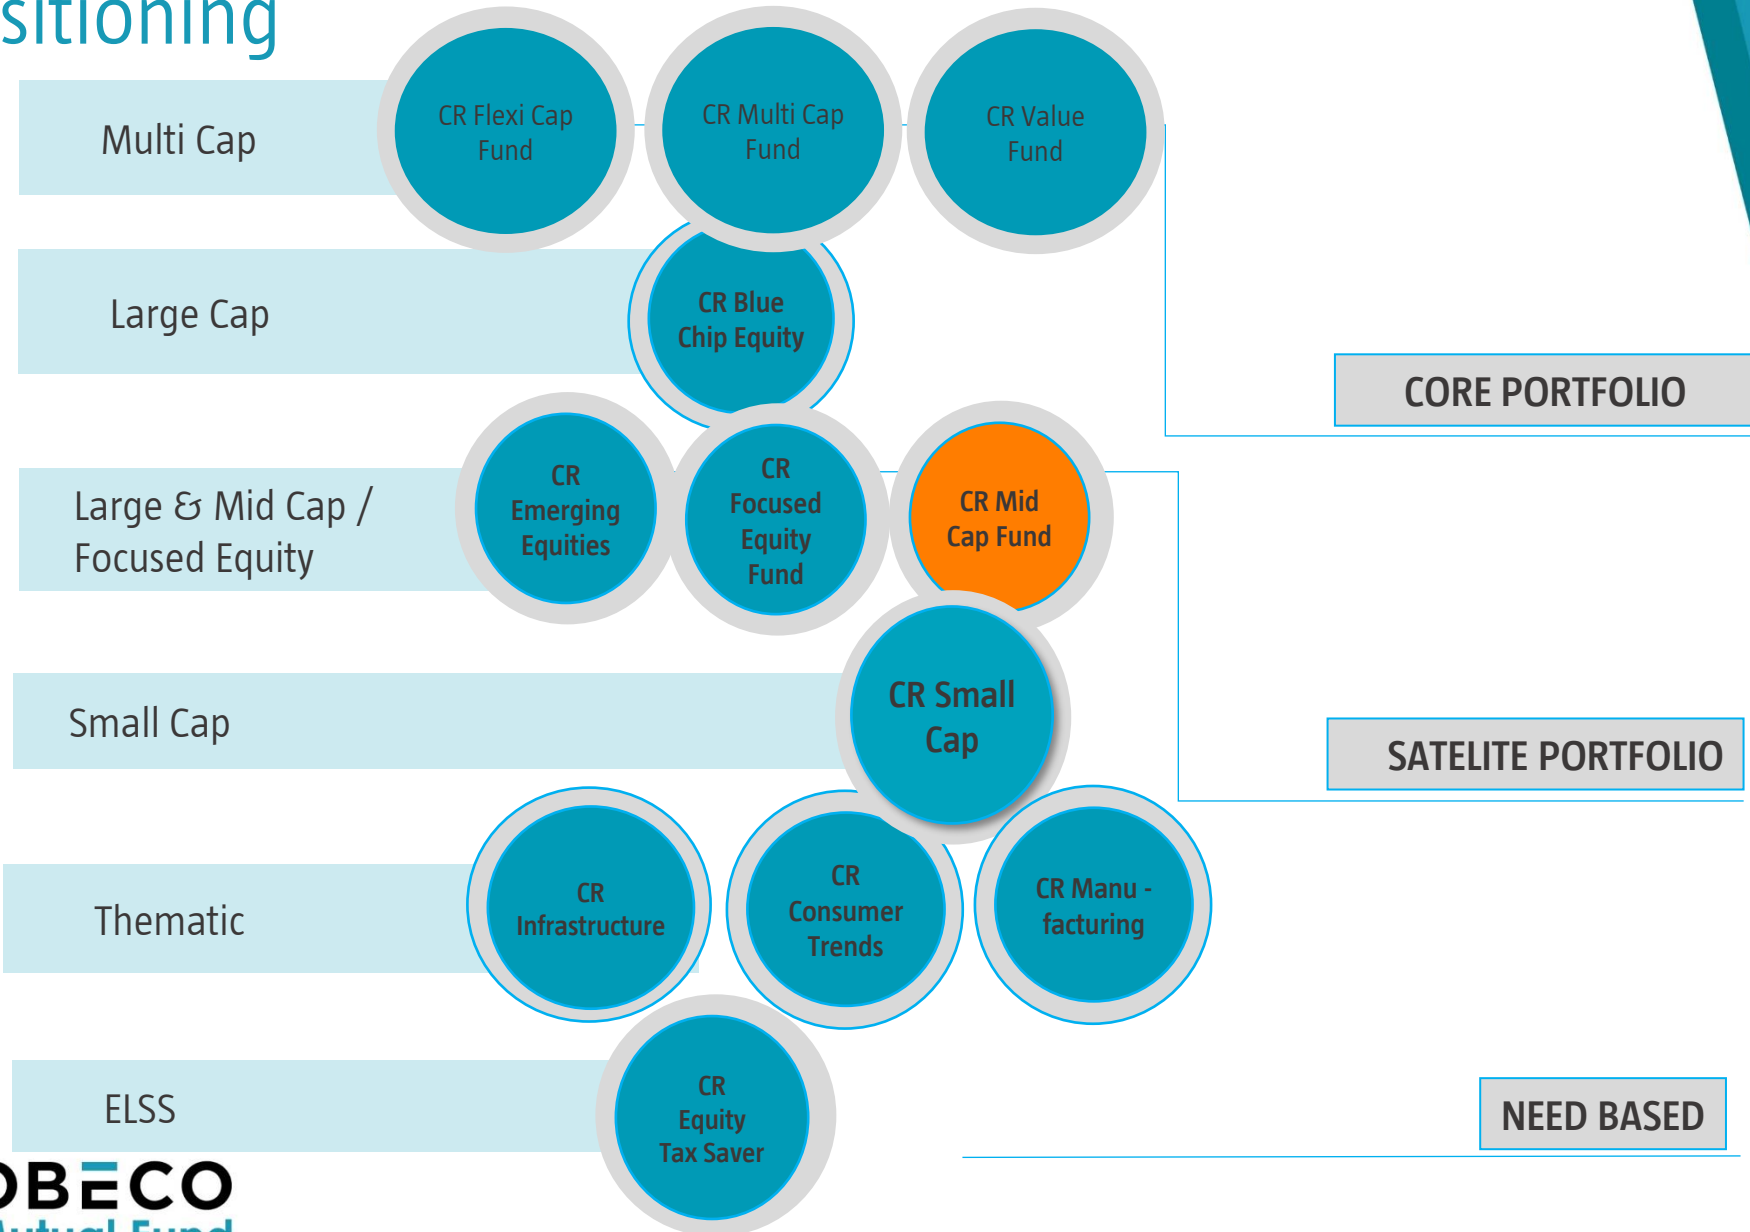 sitioning
Multi Cap
CR Flexi Cap
Fund
CR Multi Cap
Fund
CR Value
Fund
Large Cap
CR Blue
Chip Equity
CORE PORTFOLIO
Large & Mid Cap /
Focused Equity
CR
Emerging
Equities
CR
Focused
Equity
Fund
CR Mid
Cap Fund
Small Cap
CR Small
Cap
SATELITE PORTFOLIO
Thematic
CR
Infrastructure
CR
Consumer
Trends
CR Manu -
facturing
ELSS
CR
Equity
Tax Saver
NEED BASED
OBECO
Mutual Fund